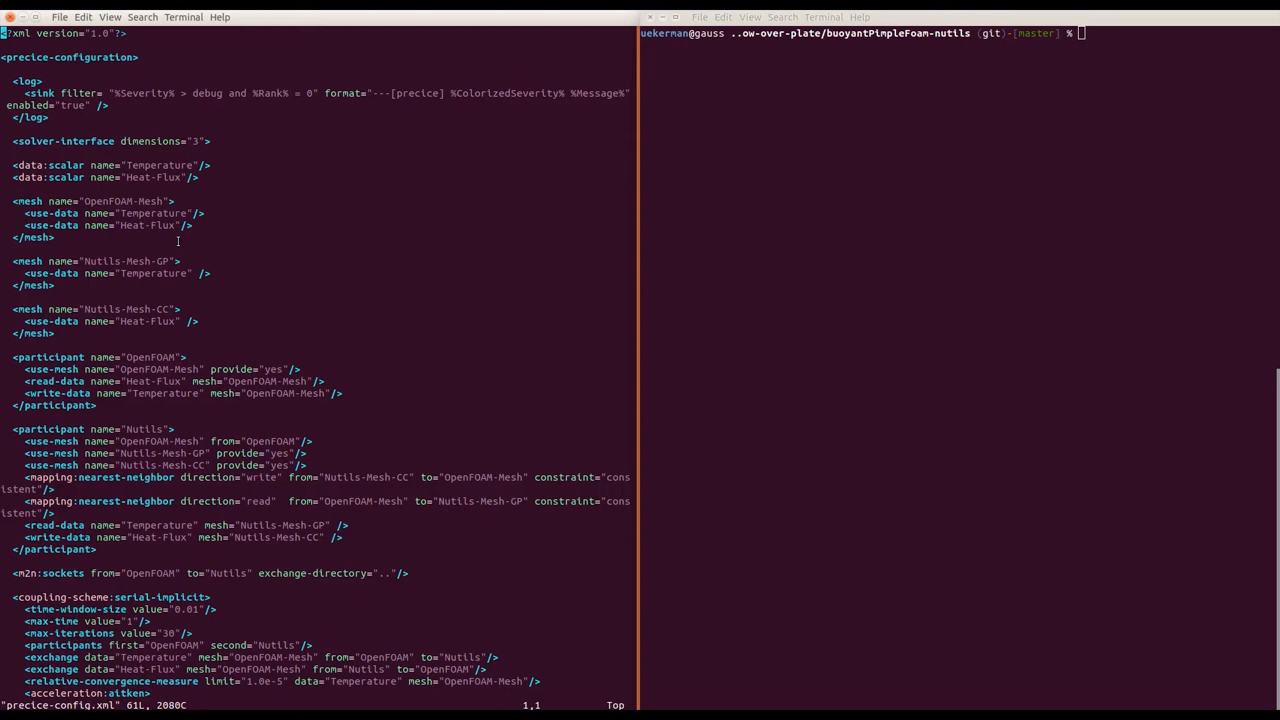 File Edit View Search Terminal Help
<?xml version="1.0"?>
<precice-configuration>
<log>
<sink filter= "%Severity% > debug and %Rank% = 0" format="---[precice] %ColorizedSeverity% %Message%"
enabled="true" />
</log>
<solver-interface dimensions="3">
<data:scalar name="Temperature"/>
<data:scalar name="Heat-Flux"/>
<mesh name="OpenFOAM-Mesh">
<use-data name="Temperature"/>
<use-data name="Heat-Flux"/>
</mesh>
<mesh name="Nutils-Mesh-GP">
<use-data name="Temperature" />
</mesh>
<mesh name="Nutils-Mesh-CC">
<use-data name="Heat-Flux" />
</mesh>
<participant name="OpenFOAM">
<use-mesh name="OpenFOAM-Mesh" provide="yes"/>
<read-data name="Heat-Flux" mesh="OpenFOAM-Mesh"/>
<write-data name="Temperature" mesh="OpenFOAM-Mesh"/>
</participant>
<participant name="Nutils">
<use-mesh name="OpenFOAM-Mesh" from="OpenFOAM"/>
<use-mesh name="Nutils-Mesh-GP" provide="yes"/>
<use-mesh name="Nutils-Mesh-CC" provide="yes"/>
<mapping:nearest-neighbor direction="write" from="Nutils-Mesh-CC" to="OpenFOAM-Mesh" constraint="cons
istent"/>
<mapping:nearest-neighbor direction="read"  from="OpenFOAM-Mesh" to="Nutils-Mesh-GP" constraint="cons
istent"/>
<read-data name="Temperature" mesh="Nutils-Mesh-GP" />
<write-data name="Heat-Flux" mesh="Nutils-Mesh-CC" />
</participant>
<m2n:sockets from="OpenFOAM" to="Nutils" exchange-directory=".."/>
<coupling-scheme:serial-implicit>
<time-window-size value="0.01"/>
<max-time value="1"/>
<max-iterations value="30"/>
<participants first="OpenFOAM" second="Nutils"/>
<exchange data="Temperature" mesh="OpenFOAM-Mesh" from="OpenFOAM" to="Nutils"/>
<exchange data="Heat-Flux" mesh="OpenFOAM-Mesh" from="Nutils" to="OpenFOAM"/>
<relative-convergence-measure limit="1.0e-5" data="Temperature" mesh="OpenFOAM-Mesh"/>
<acceleration:aitken>
"precice-config.xml" 61L, 2080C 1,1 Top
File Edit View Search Terminal Help
uekerman@gauss ..ow-over-plate/buoyantPimpleFoam-nutils (git)-[master] %